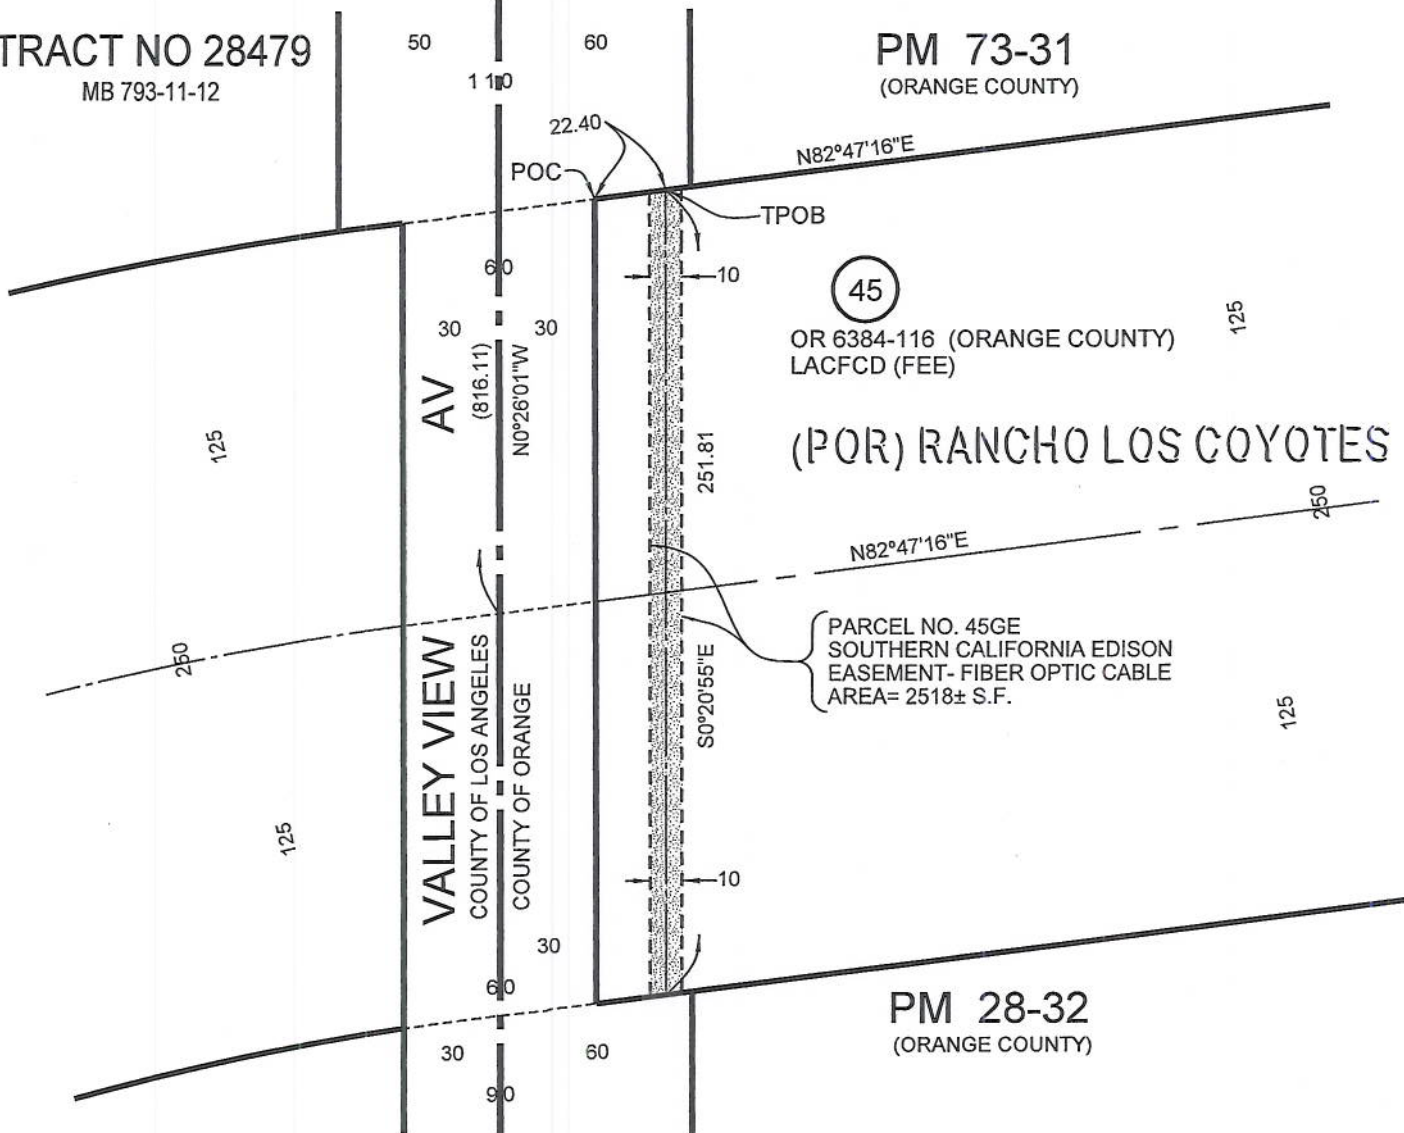 TRACT NO 28479
MB 793-11-12
50
60
110
PM 73-31
(ORANGE COUNTY)
22.40
N82°47'16"E
POC
TPOB
60
10
45
30
30
OR 6384-116 (ORANGE COUNTY)
LACFCD (FEE)
125
AV
(816.11)
N0°26'01"W
125
251.81
(POR) RANCHO LOS COYOTES
250
N82°47'16"E
250
PARCEL NO. 45GE
SOUTHERN CALIFORNIA EDISON
EASEMENT- FIBER OPTIC CABLE
AREA= 2518± S.F.
VALLEY VIEW
COUNTY OF LOS ANGELES
COUNTY OF ORANGE
S0°20'55"E
125
125
10
30
60
PM 28-32
(ORANGE COUNTY)
30
60
90